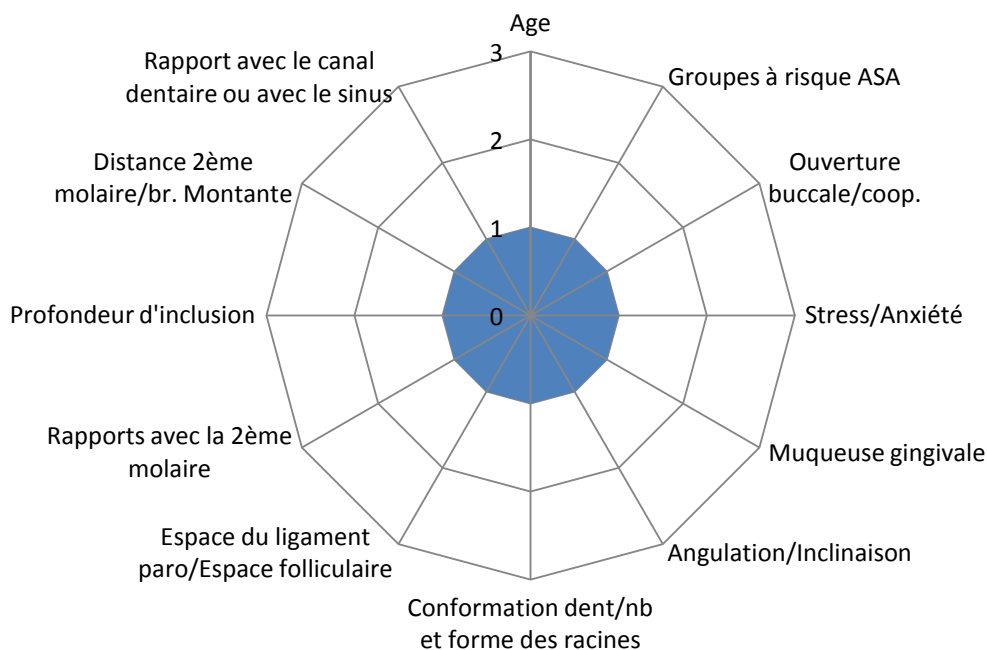 Age
3
2
1
0
Groupes à risque ASA
Ouverture
buccale/coop.
Stress/Anxiété
Muqueuse gingivale
Angulation/Inclinaison
Conformation dent/nb
et forme des racines
Espace du ligament
paro/Espace folliculaire
Rapports avec la 2ème
molaire
Profondeur d'inclusion
Distance 2ème
molaire/br. Montante
Rapport avec le canal
dentaire ou avec le sinus